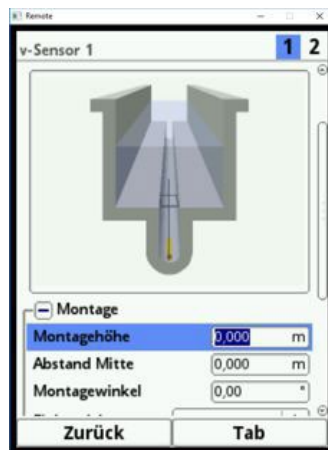 Remote
v-Sensor 1
1 2
Montage
Montagehöhe 0,000 m
Abstand Mitte 0,000 m
Montagewinkel 0,00 °
Zurück Tab